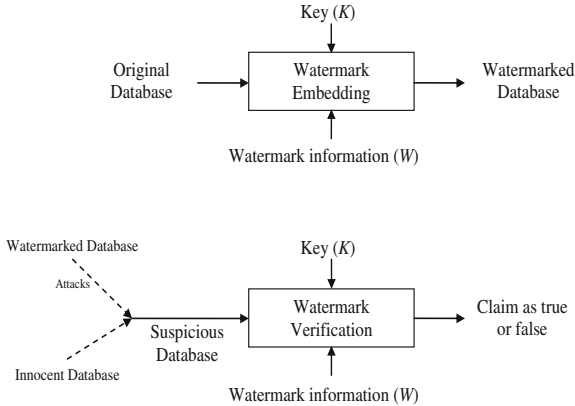 Key (K)
Original
Database
Watermark
Embedding
Watermarked
Database
Watermark information (W)
Watermarked Database
Attacks
Key (K)
Suspicious
Database
Watermark
Verification
Claim as true
or false
Innocent Database
Watermark information (W)